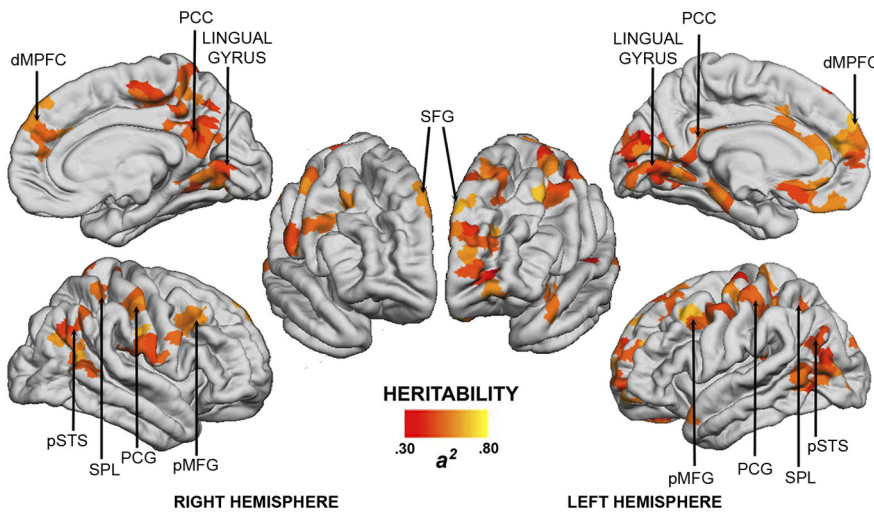 PCC
LINGUAL
GYRUS
dMPFC
PCC
LINGUAL
GYRUS
dMPFC
SFG
pSTS
SPL
PCG
pMFG
HERITABILITY
.30
.80
a²
pMFG
PCG
SPL
pSTS
RIGHT HEMISPHERE
LEFT HEMISPHERE